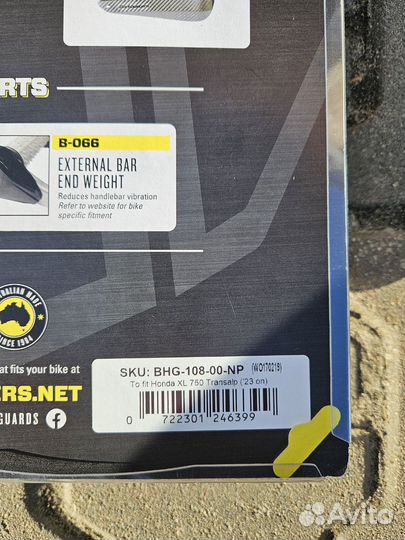 RTS
B-066
EXTERNAL BAR
END WEIGHT
Reduces handlebar vibration
Refer to website for bike
specific fitment
ALIAN MADE
SINCE 1984
at fits your bike at
ERS.NET
GUARDS
SKU: BHG-108-00-NP (WO170219)
To fit Honda XL 750 Transalp ('23 on)
0 722301 246399
Avito